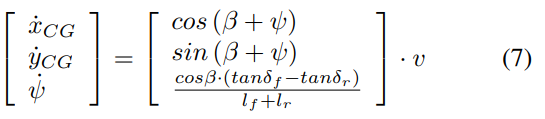 ẋ_CG
ẏ_CG
ψ̇
=
cos (β + ψ)
sin (β + ψ)
cosβ·(tanδ_f−tanδ_r)
l_f+l_r
· v (7)